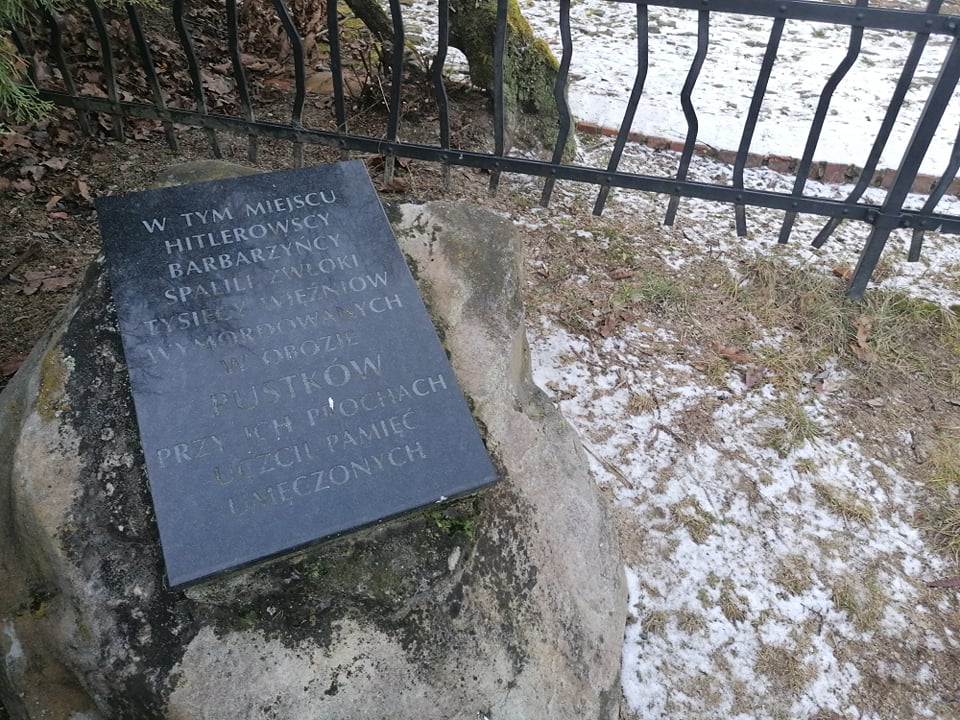 W TYM MIEJSCU
HITLEROWSCY
BARBARZYŃCY
SPALILI ZWŁOKI
TYSIĘCY WIĘŹNIÓW
WYMORDOWANYCH
W OBOZIE
PUSTKÓW
PRZY ICH PROCHACH
UCZCIJ PAMIĘĆ
UMĘCZONYCH